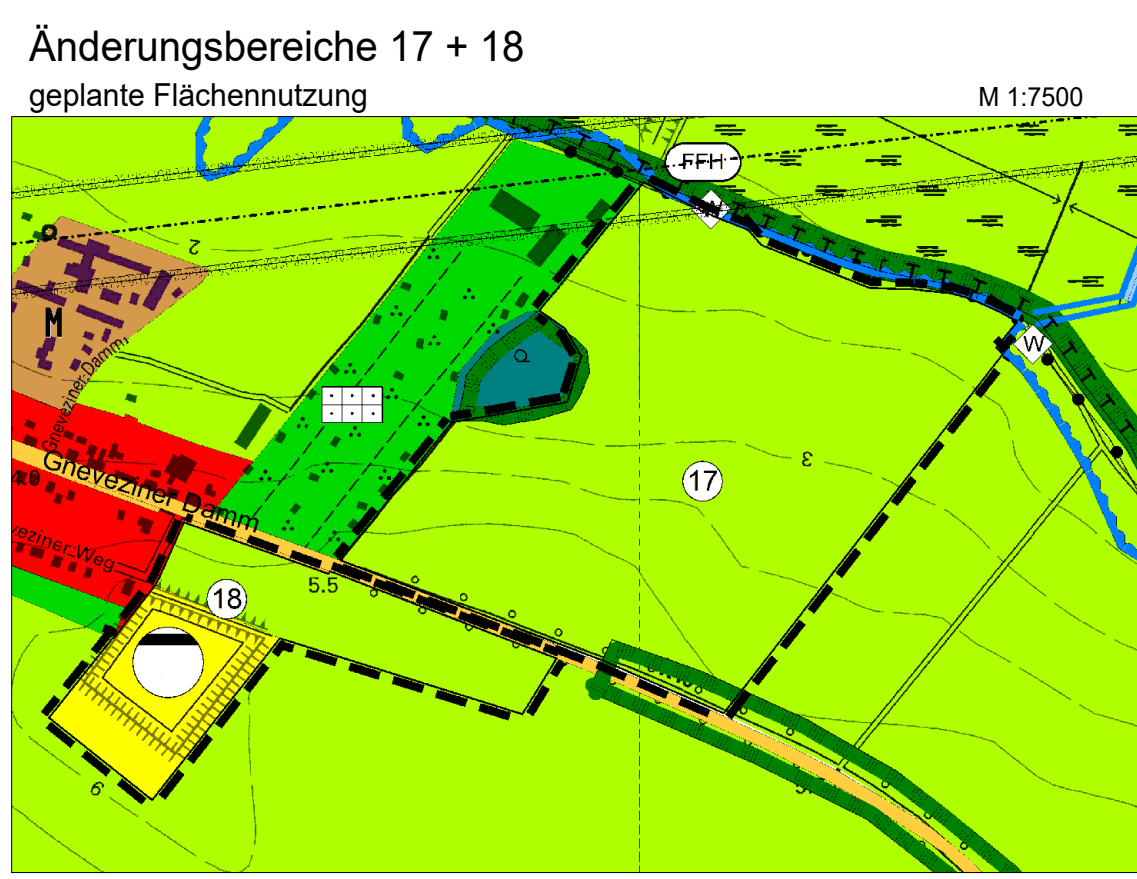 Änderungsbereiche 17 + 18
geplante Flächennutzung
M 1:7500
FFH
N
2
M
Gneveziner Damm
W
Q
3
17
Gneveziner Damm
veziner Weg
5.5
18
6